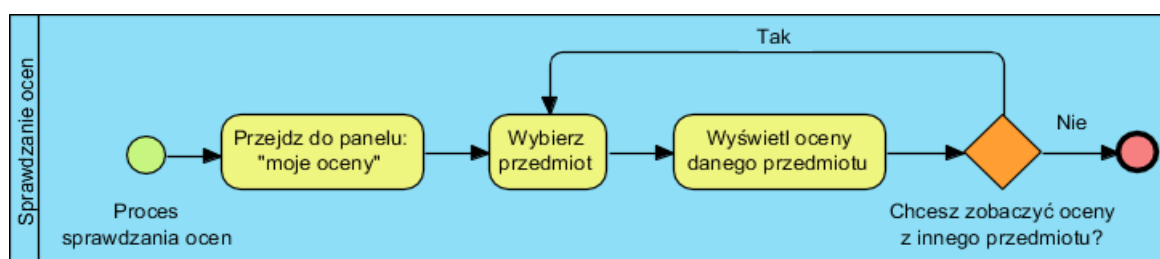 Sprawdzanie ocen
Proces
sprawdzania ocen
Przejdz do panelu:
"moje oceny"
Wybierz
przedmiot
Wyświetl oceny
danego przedmiotu
Tak
Chcesz zobaczyć oceny
z innego przedmiotu?
Nie